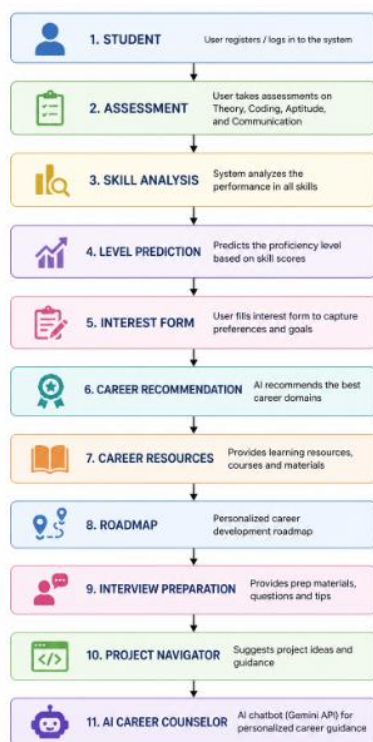 1. STUDENT
User registers / logs in to the system
2. ASSESSMENT
User takes assessments on
Theory, Coding, Aptitude,
and Communication
3. SKILL ANALYSIS
System analyzes the
performance in all skills
4. LEVEL PREDICTION
Predicts the proficiency level
based on skill scores
5. INTEREST FORM
User fills interest form to capture
preferences and goals
6. CAREER RECOMMENDATION
AI recommends the best
career domains
7. CAREER RESOURCES
Provides learning resources,
courses and materials
8. ROADMAP
Personalized career
development roadmap
9. INTERVIEW PREPARATION
Provides prep materials,
questions and tips
</>
10. PROJECT NAVIGATOR
Suggests project ideas and
guidance
11. AI CAREER COUNSELOR
AI chatbot (Gemini API) for
personalized career guidance